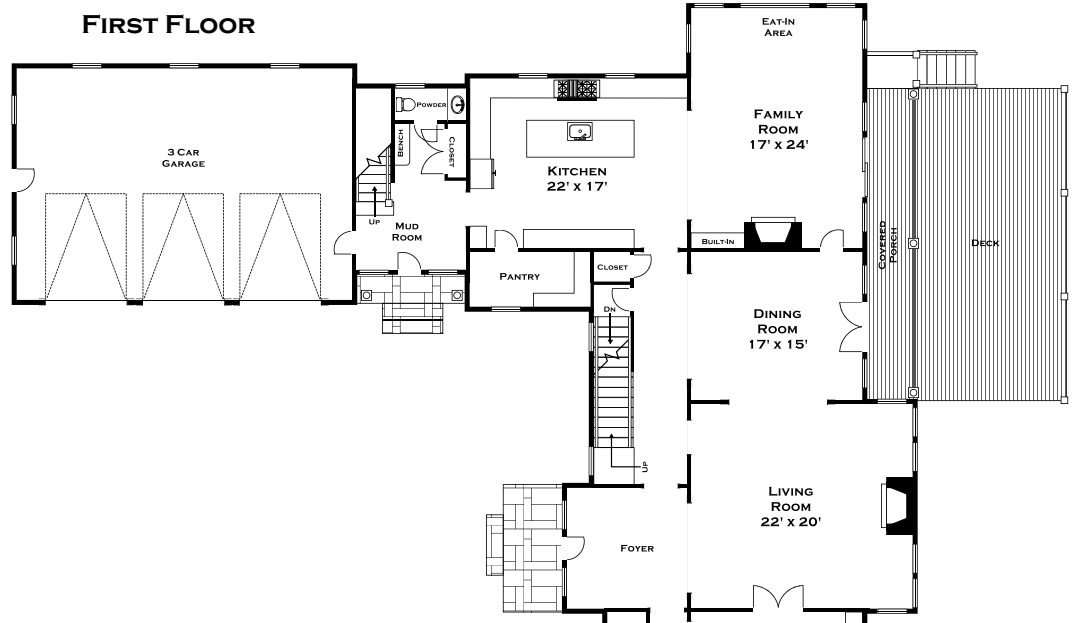 First Floor
Eat-In
Area
Powder
Bench
Closet
Family
Room
17' x 24'
3 Car
Garage
Kitchen
22' x 17'
Up
Mud
Room
Built-In
Covered
Porch
Deck
Pantry
Closet
Dn
Dining
Room
17' x 15'
Up
Living
Room
22' x 20'
Foyer